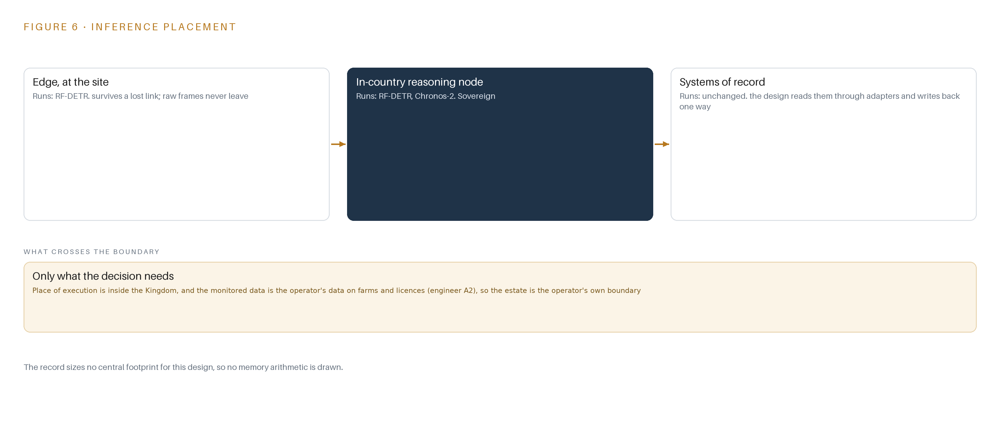 FIGURE 6 · INFERENCE PLACEMENT
Edge, at the site
Runs: RF-DETR. survives a lost link; raw frames never leave
In-country reasoning node
Runs: RF-DETR, Chronos-2. Sovereign
Systems of record
Runs: unchanged. the design reads them through adapters and writes back
one way
WHAT CROSSES THE BOUNDARY
Only what the decision needs
Place of execution is inside the Kingdom, and the monitored data is the operator's data on farms and licences (engineer A2), so the estate is the operator's own boundary
The record sizes no central footprint for this design, so no memory arithmetic is drawn.